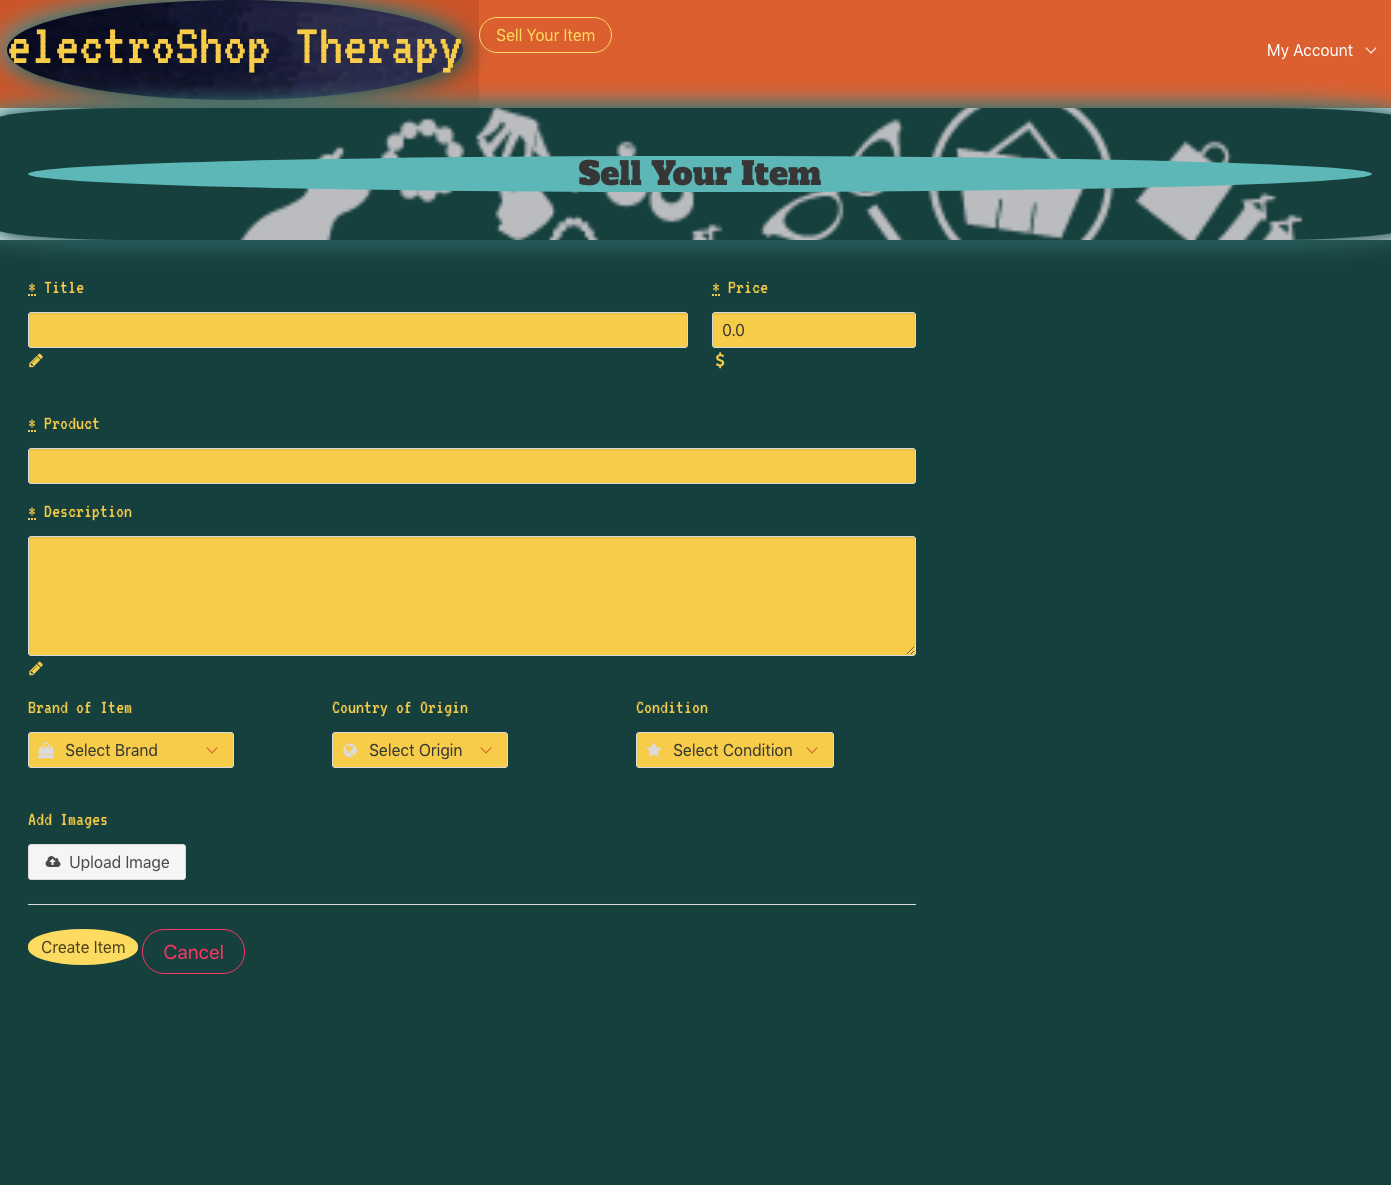 electroShop Therapy
Sell Your Item
My Account
Sell Your Item
* Title
* Price
0.0
$
* Product
* Description
Brand of Item
Country of Origin
Condition
Select Brand
Select Origin
Select Condition
Add Images
Upload Image
Create Item
Cancel